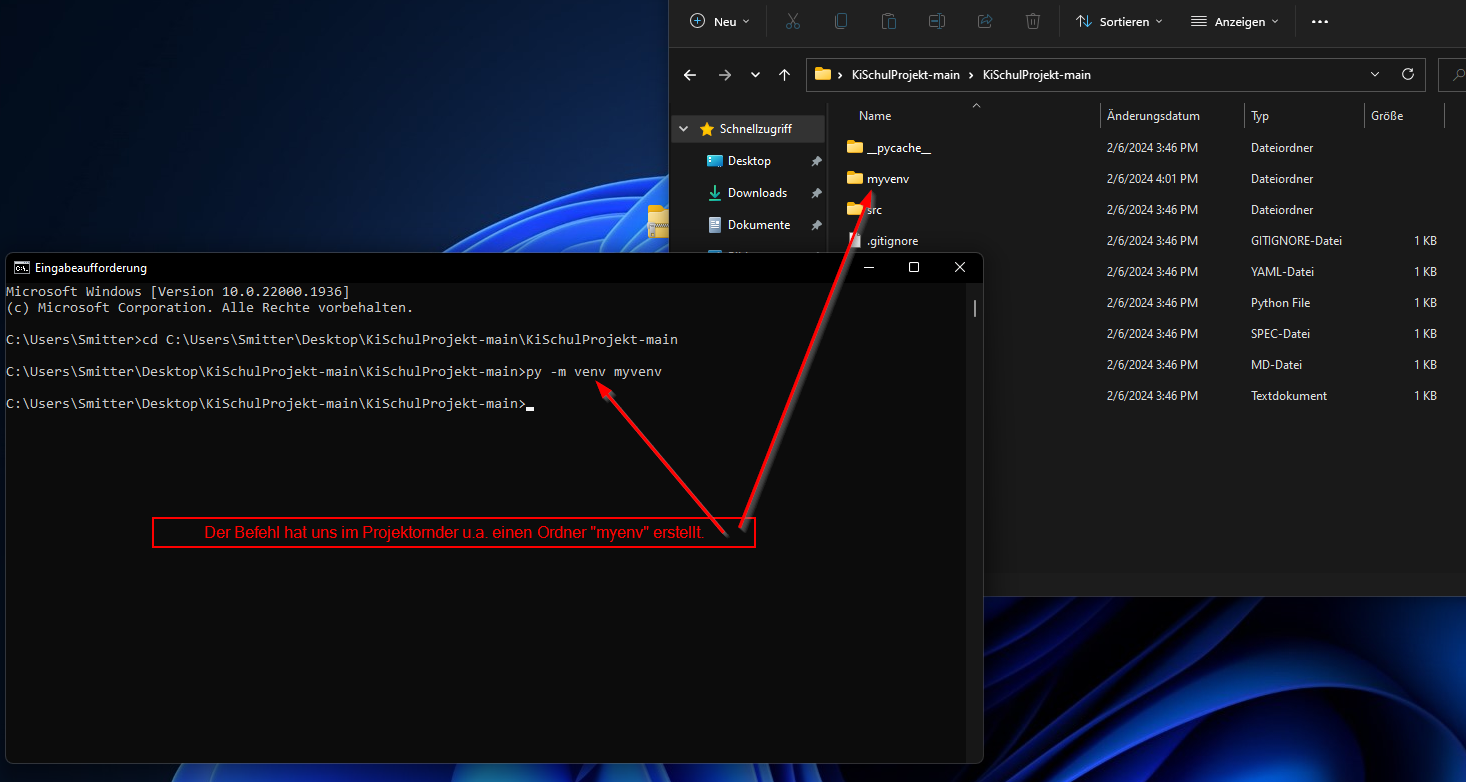 Neu
Sortieren
Anzeigen
KiSchulProjekt-main
KiSchulProjekt-main
Name
Änderungsdatum
Typ
Größe
Schnellzugriff
Desktop
Downloads
Dokumente
__pycache__ 2/6/2024 3:46 PM Dateiordner
myvenv 2/6/2024 4:01 PM Dateiordner
src 2/6/2024 3:46 PM Dateiordner
.gitignore 2/6/2024 3:46 PM GITIGNORE-Datei 1 KB
2/6/2024 3:46 PM YAML-Datei 1 KB
2/6/2024 3:46 PM Python File 1 KB
2/6/2024 3:46 PM SPEC-Datei 1 KB
2/6/2024 3:46 PM MD-Datei 1 KB
2/6/2024 3:46 PM Textdokument 1 KB
Eingabeaufforderung
Microsoft Windows [Version 10.0.22000.1936]
(c) Microsoft Corporation. Alle Rechte vorbehalten.
C:\Users\Smitter>cd C:\Users\Smitter\Desktop\KiSchulProjekt-main\KiSchulProjekt-main
C:\Users\Smitter\Desktop\KiSchulProjekt-main\KiSchulProjekt-main>py -m venv myvenv
C:\Users\Smitter\Desktop\KiSchulProjekt-main\KiSchulProjekt-main>
Der Befehl hat uns im Projektornder u.a. einen Ordner "myenv" erstellt.